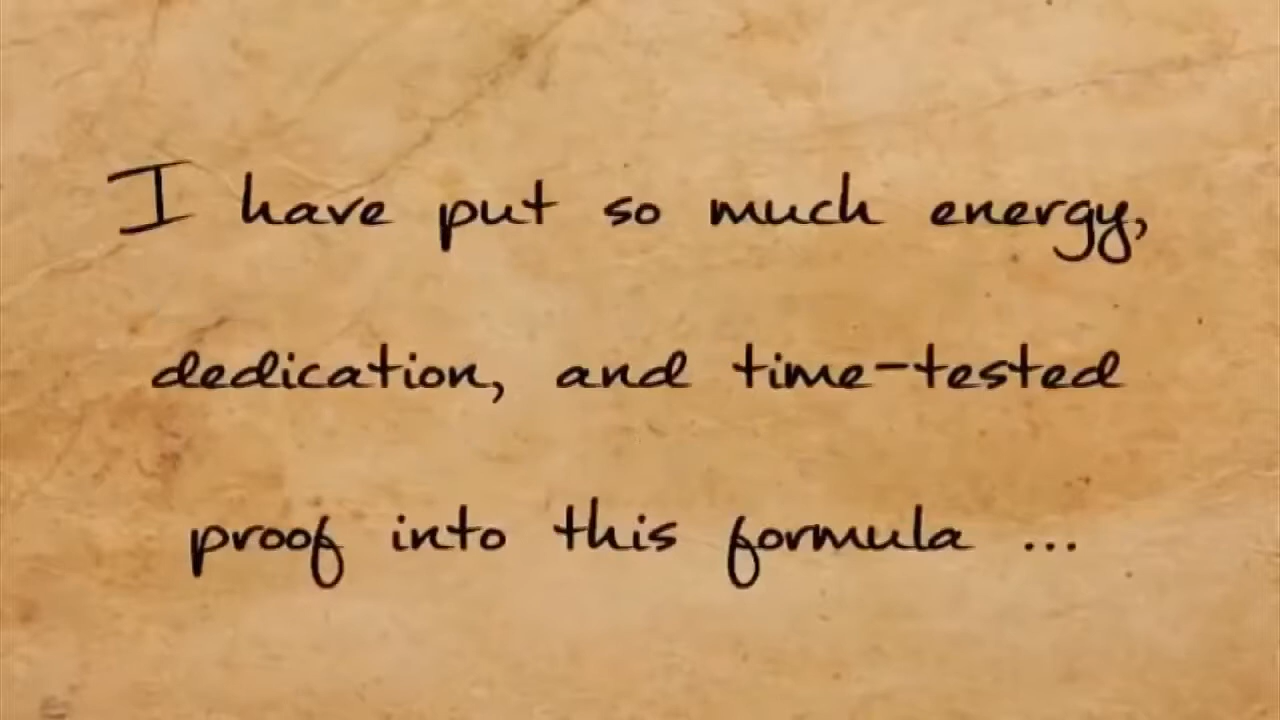 I have put so much energy,
dedication, and time-tested
proof into this formula ...